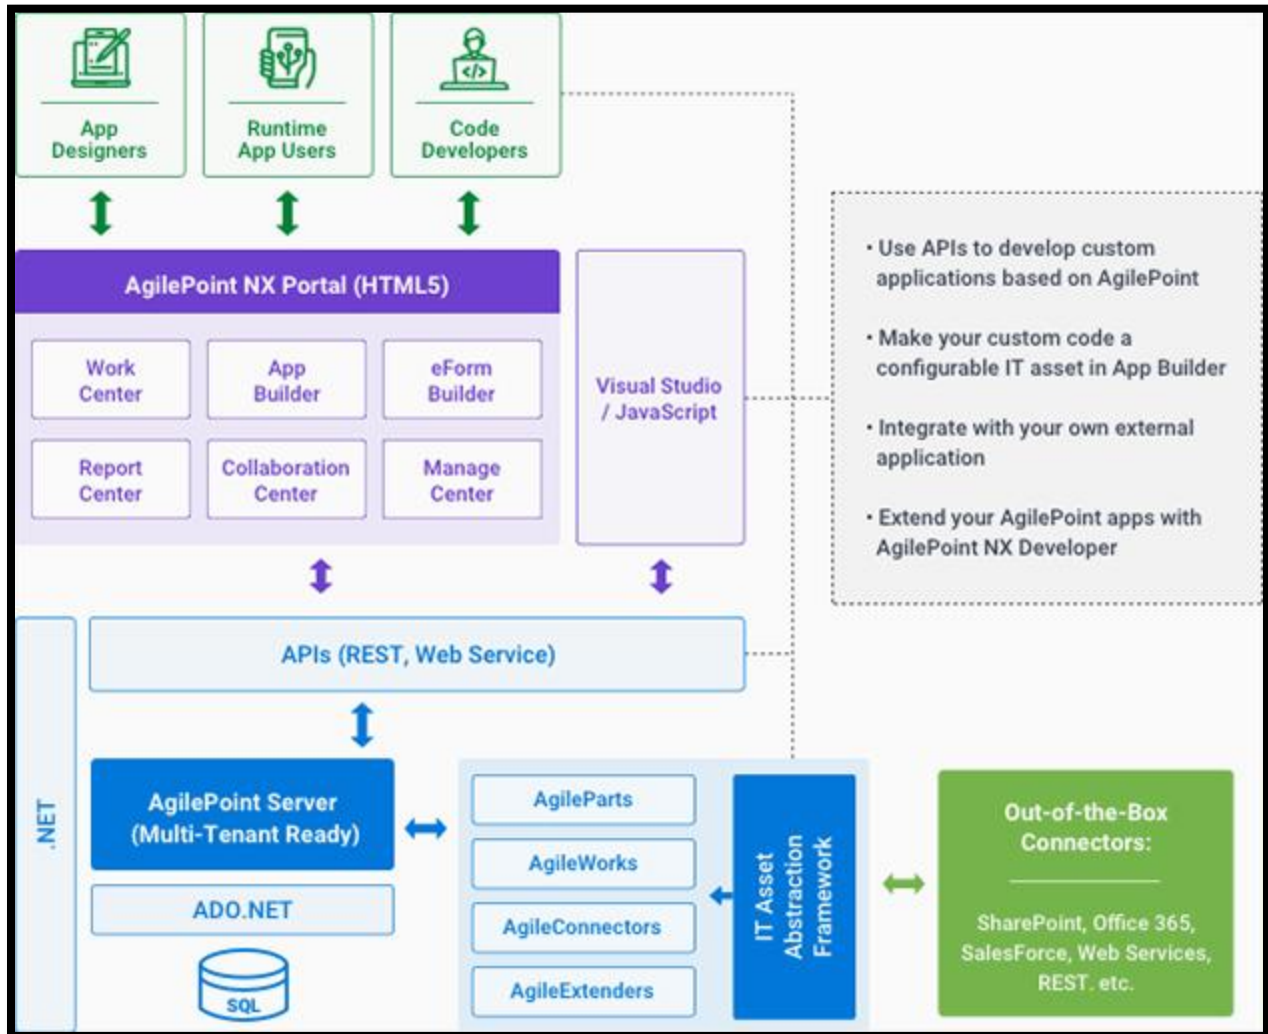 App
Designers
Runtime
App Users
</>
Code
Developers
AgilePoint NX Portal (HTML5)
Work
Center
App
Builder
eForm
Builder
Report
Center
Collaboration
Center
Manage
Center
Visual Studio
/ JavaScript
• Use APIs to develop custom
applications based on AgilePoint
• Make your custom code a
configurable IT asset in App Builder
• Integrate with your own external
application
• Extend your AgilePoint apps with
AgilePoint NX Developer
.NET
APIs (REST, Web Service)
AgilePoint Server
(Multi-Tenant Ready)
ADO.NET
SQL
AgileParts
AgileWorks
AgileConnectors
AgileExtenders
IT Asset
Abstraction
Framework
Out-of-the-Box
Connectors:
SharePoint, Office 365,
SalesForce, Web Services,
REST. etc.